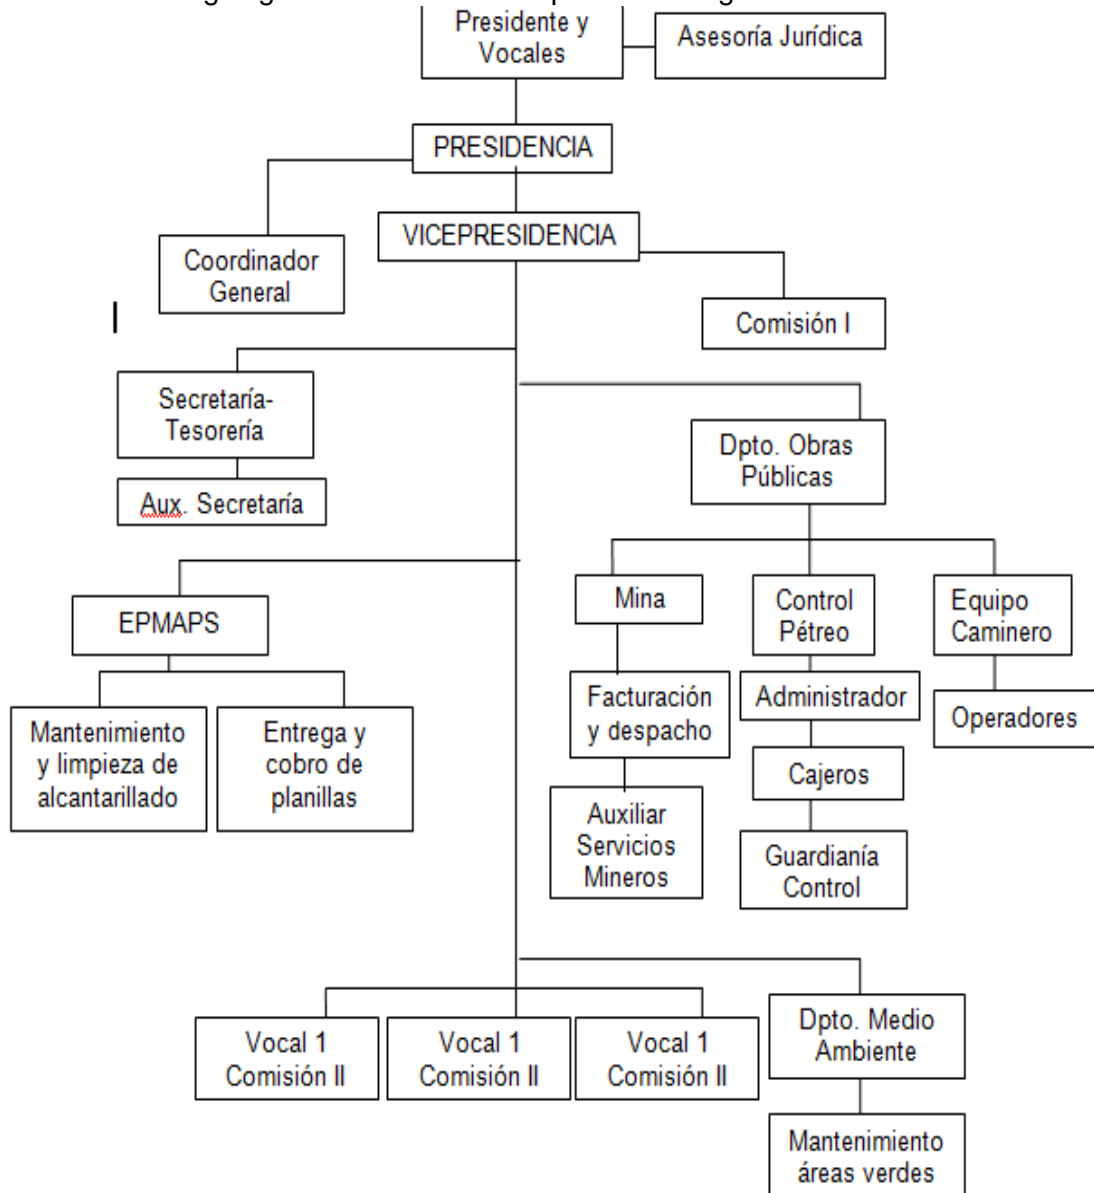 Presidente y
Vocales
Asesoría Jurídica
PRESIDENCIA
VICEPRESIDENCIA
Coordinador
General
Comisión I
Secretaría-
Tesorería
Aux. Secretaría
Dpto. Obras
Públicas
EPMAPS
Mantenimiento
y limpieza de
alcantarillado
Entrega y
cobro de
planillas
Mina
Facturación
y despacho
Auxiliar
Servicios
Mineros
Control
Pétreo
Administrador
Cajeros
Guardianía
Control
Equipo
Caminero
Operadores
Vocal 1
Comisión II
Vocal 1
Comisión II
Vocal 1
Comisión II
Dpto. Medio
Ambiente
Mantenimiento
áreas verdes